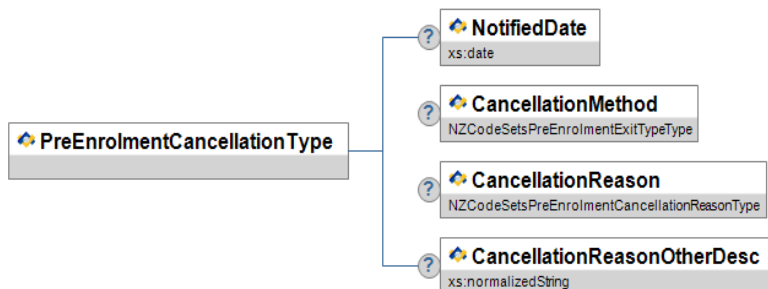 NotifiedDate
xs:date
CancellationMethod
NZCodeSetsPreEnrolmentExitTypeType
PreEnrolmentCancellationType
CancellationReason
NZCodeSetsPreEnrolmentCancellationReasonType
CancellationReasonOtherDesc
xs:normalizedString
?
?
?
?